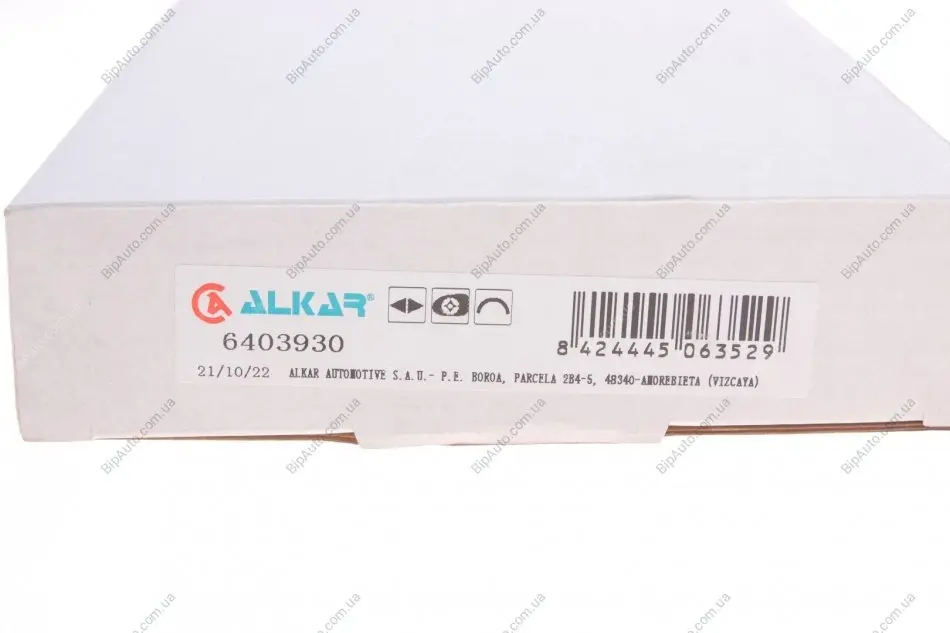 ALKAR®
6403930
8 424445 063529
21/10/22 ALKAR AUTOMOTIVE S.A.U.- P.E. BOROA, PARCELA 2B4-5, 48340-AMOREBIETA (VIZCAYA)
BipAuto.com.ua